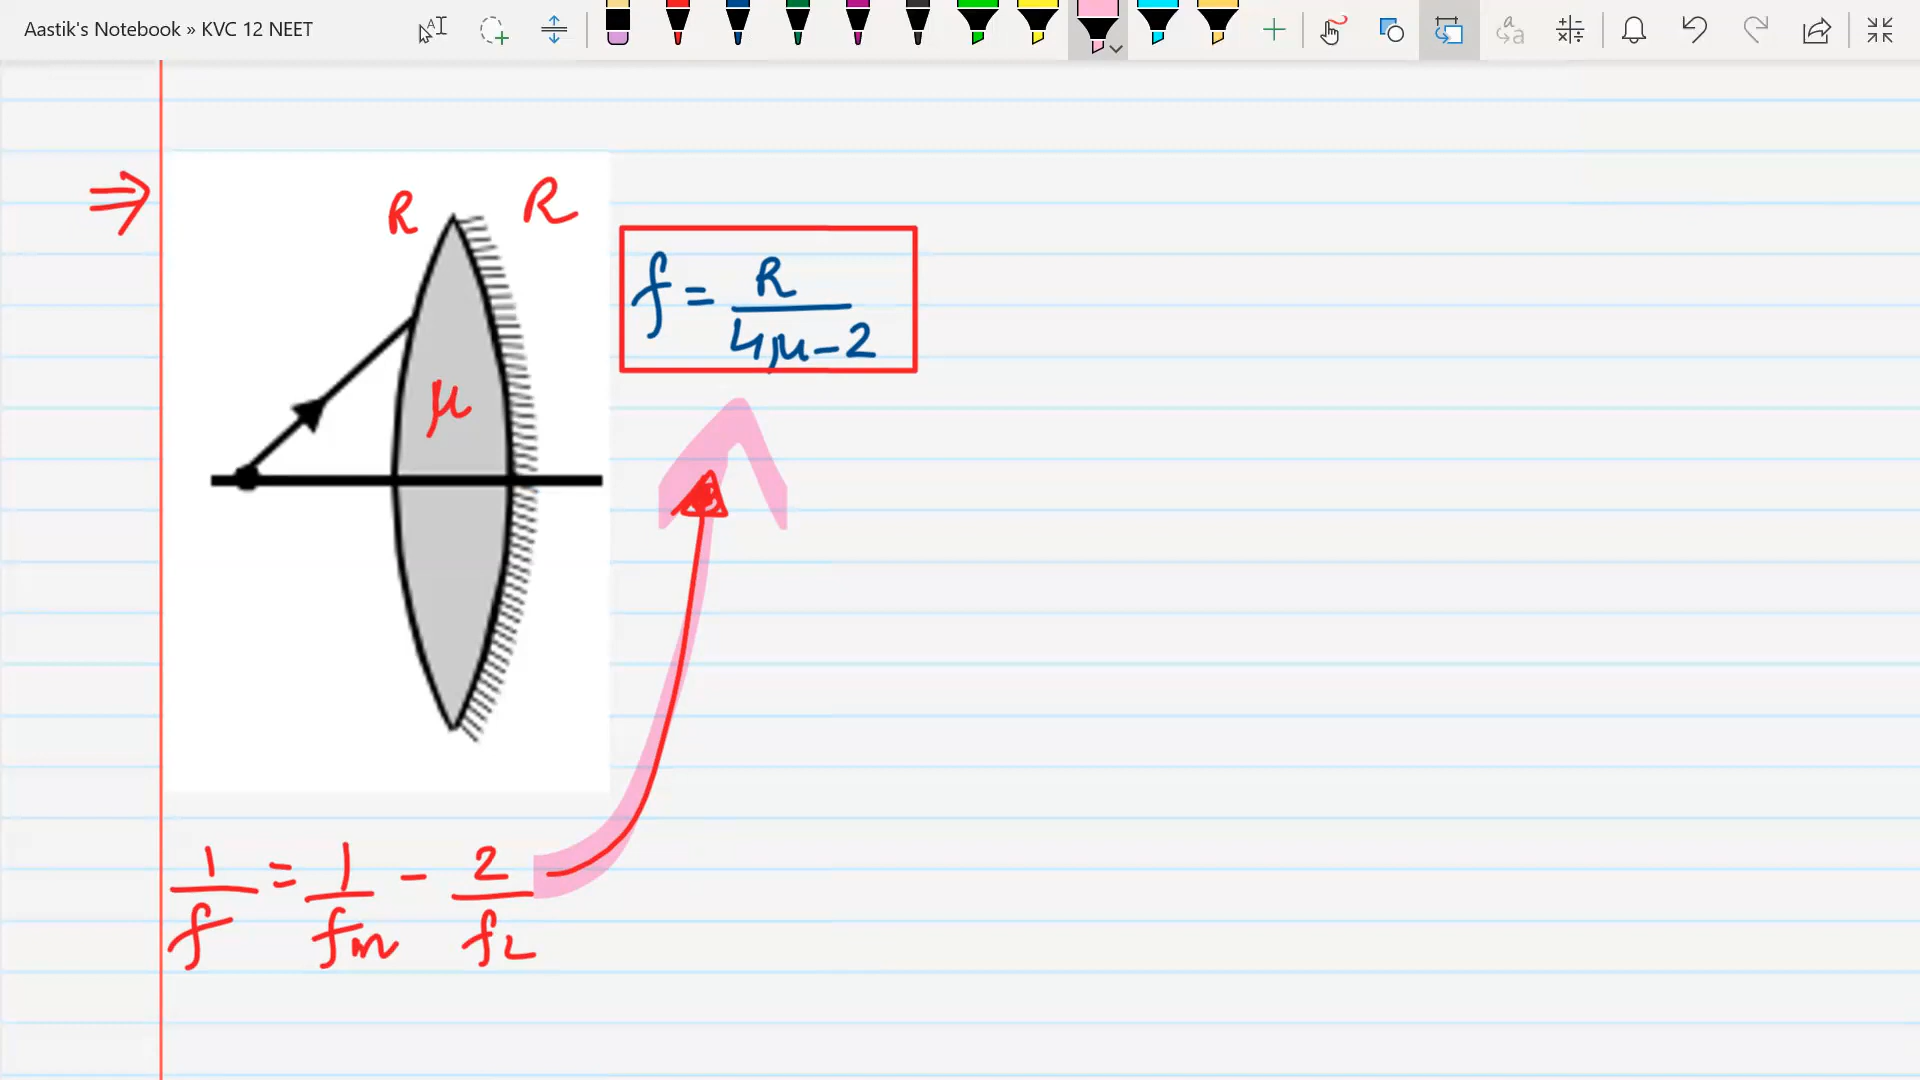 Aastik's Notebook » KVC 12 NEET
⇒
R R
μ
f = R / 4μ - 2
1/f = 1/fm - 2/fL